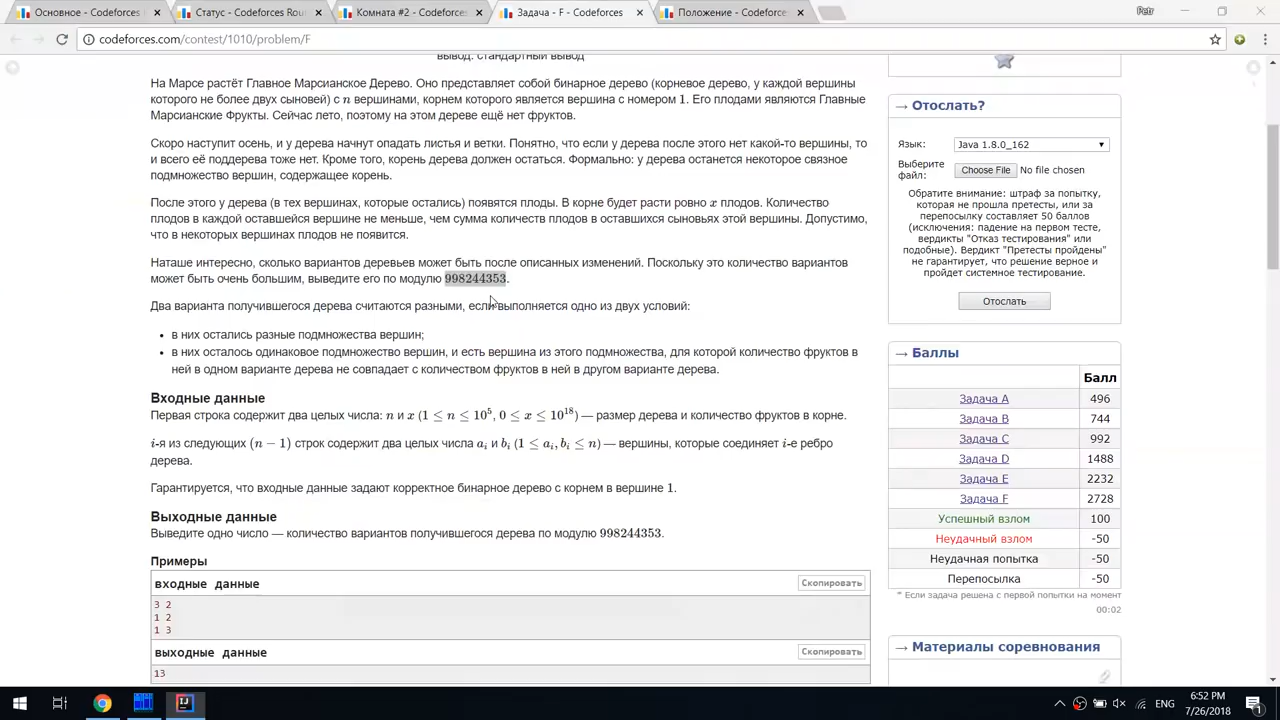 Основное - Codeforces
Статус - Codeforces Rou
Комната #2 - Codeforces
Задача - F - Codeforces
Положение - Codeforces
Petr
codeforces.com/contest/1010/problem/F
вывод: стандартный вывод
На Марсе растёт Главное Марсианское Дерево. Оно представляет собой бинарное дерево (корневое дерево, у каждой вершины
которого не более двух сыновей) с n вершинами, корнем которого является вершина с номером 1. Его плодами являются Главные
Марсианские Фрукты. Сейчас лето, поэтому на этом дереве ещё нет фруктов.
Скоро наступит осень, и у дерева начнут опадать листья и ветки. Понятно, что если у дерева после этого нет какой-то вершины, то
и всего её поддерева тоже нет. Кроме того, корень дерева должен остаться. Формально: у дерева останется некоторое связное
подмножество вершин, содержащее корень.
После этого у дерева (в тех вершинах, которые остались) появятся плоды. В корне будет расти ровно x плодов. Количество
плодов в каждой оставшейся вершине не меньше, чем сумма количеств плодов в оставшихся сыновьях этой вершины. Допустимо,
что в некоторых вершинах плодов не появится.
Наташе интересно, сколько вариантов деревьев может быть после описанных изменений. Поскольку это количество вариантов
может быть очень большим, выведите его по модулю 998244353.
Два варианта получившегося дерева считаются разными, если выполняется одно из двух условий:
• в них остались разные подмножества вершин;
• в них осталось одинаковое подмножество вершин, и есть вершина из этого подмножества, для которой количество фруктов в
ней в одном варианте дерева не совпадает с количеством фруктов в ней в другом варианте дерева.
Входные данные
Первая строка содержит два целых числа: n и x (1 ≤ n ≤ 10^5, 0 ≤ x ≤ 10^18) — размер дерева и количество фруктов в корне.
i-я из следующих (n − 1) строк содержит два целых числа a_i и b_i (1 ≤ a_i, b_i ≤ n) — вершины, которые соединяет i-е ребро
дерева.
Гарантируется, что входные данные задают корректное бинарное дерево с корнем в вершине 1.
Выходные данные
Выведите одно число — количество вариантов получившегося дерева по модулю 998244353.
Примеры
входные данные
Скопировать
3 2
1 2
1 3
выходные данные
Скопировать
13
→ Отослать?
Язык: Java 1.8.0_162
Выберите
файл: Choose File No file chosen
Обратите внимание: штраф за попытку,
которая не прошла претесты, или за
перепосылку составляет 50 баллов
(исключения: падение на первом тесте,
вердикты "Отказ тестирования" или
подобные). Вердикт "Претесты пройдены"
не гарантирует, что решение верное и
пройдет системное тестирование.
Отослать
→ Баллы
Балл
Задача A 496
Задача B 744
Задача C 992
Задача D 1488
Задача E 2232
Задача F 2728
Успешный взлом 100
Неудачный взлом -50
Неудачная попытка -50
Перепосылка -50
* Если задача решена с первой попытки на момент
00:02
→ Материалы соревнования
ENG
6:52 PM
7/26/2018